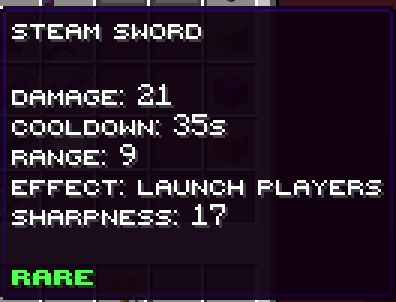 STEAM SWORD
DAMAGE: 21
COOLDOWN: 35s
RANGE: 9
EFFECT: LAUNCH PLAYERS
SHARPNESS: 17
RARE